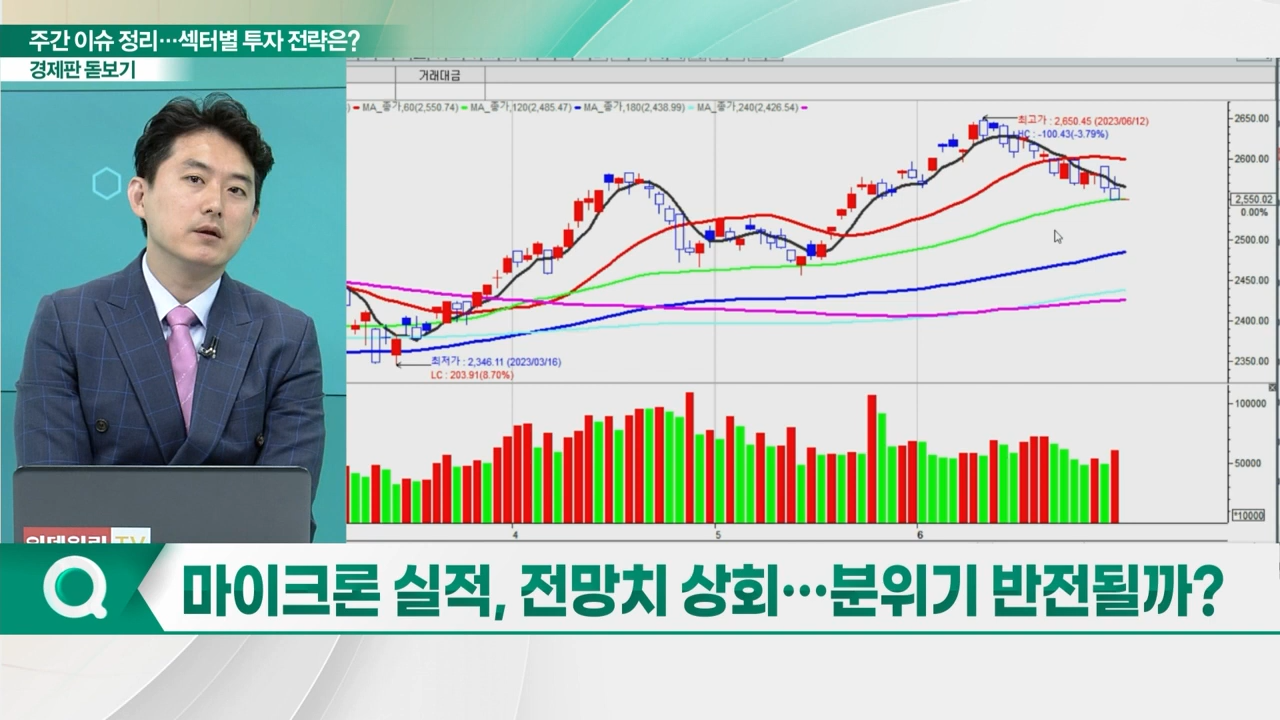 주간 이슈 정리…섹터별 투자 전략은?
경제판 돋보기
거래대금
MA_종가,60(2,550.74) MA_종가,120(2,485.47) MA_종가,180(2,438.99) MA_종가,240(2,426.54)
최고가 : 2,650.45 (2023/06/12)
HC : -100.43(-3.79%)
최저가 : 2,346.11 (2023/03/16)
LC : 203.91(8.70%)
2650.00
2600.00
2,550.02
0.00%
2500.00
2450.00
2400.00
2350.00
100000
50000
*10000
4 5 6
이데일리 TV
마이크론 실적, 전망치 상회…분위기 반전될까?